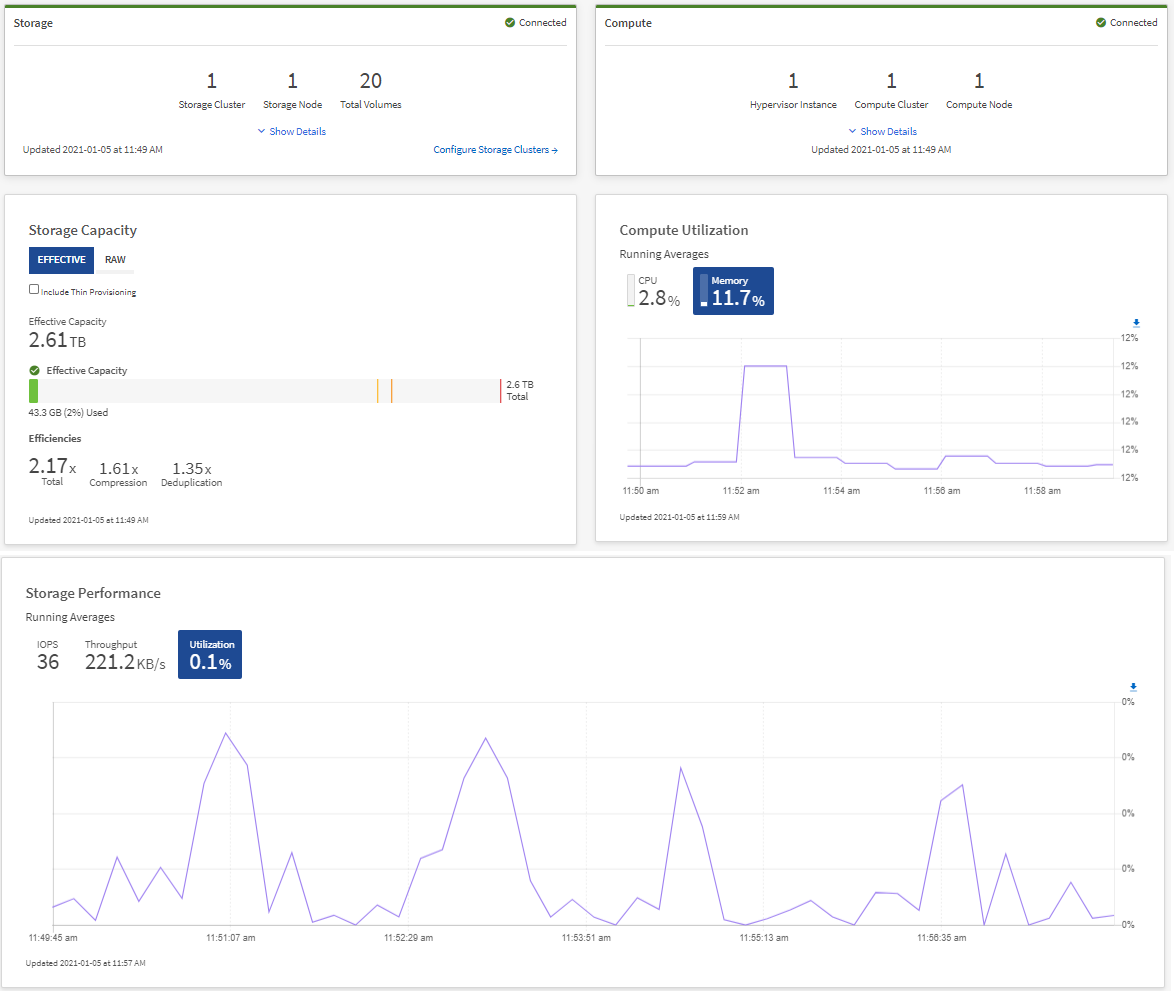 Storage
Connected
1
1
20
Storage Cluster
Storage Node
Total Volumes
Show Details
Updated 2021-01-05 at 11:49 AM
Configure Storage Clusters
Compute
Connected
1
1
1
Hypervisor Instance
Compute Cluster
Compute Node
Show Details
Updated 2021-01-05 at 11:49 AM
Storage Capacity
EFFECTIVE
RAW
Include Thin Provisioning
Effective Capacity
2.61 TB
Effective Capacity
2.6 TB
Total
43.3 GB (2%) Used
Efficiencies
2.17x
1.61x
1.35x
Total
Compression
Deduplication
Updated 2021-01-05 at 11:49 AM
Compute Utilization
Running Averages
CPU
2.8 %
Memory
11.7 %
12%
12%
12%
12%
12%
12%
11:50 am
11:52 am
11:54 am
11:56 am
11:58 am
Updated 2021-01-05 at 11:59 AM
Storage Performance
Running Averages
IOPS
36
Throughput
221.2 KB/s
Utilization
0.1%
0%
0%
0%
0%
0%
11:49:45 am
11:51:07 am
11:52:29 am
11:53:51 am
11:55:13 am
11:56:35 am
Updated 2021-01-05 at 11:57 AM